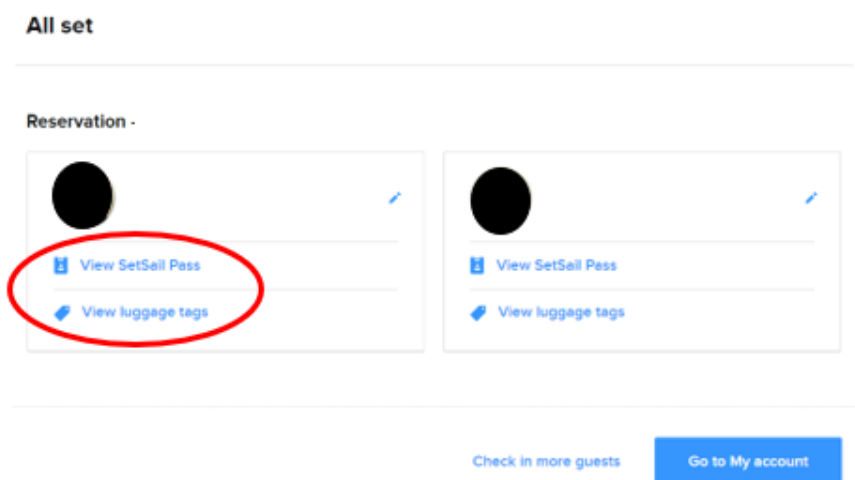 All set
Reservation -
View SetSail Pass
View luggage tags
View SetSail Pass
View luggage tags
Check in more guests
Go to My account